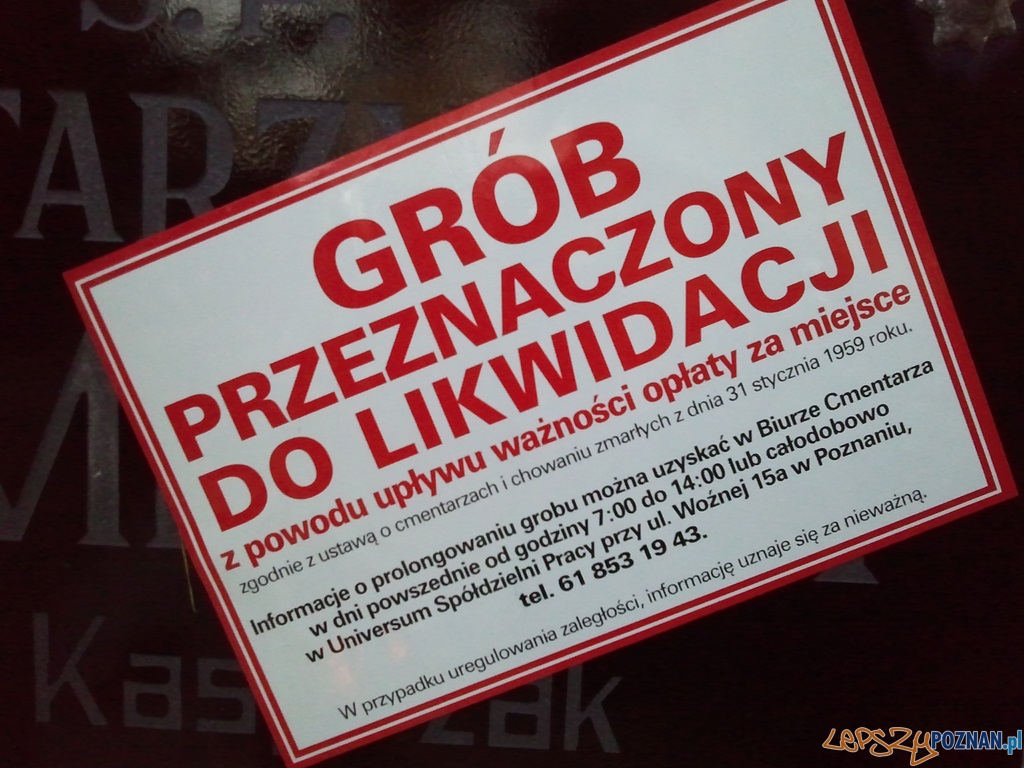 S.P.
GRÓB
PRZEZNACZONY
DO LIKWIDACJI
z powodu upływu ważności opłaty za miejsce
zgodnie z ustawą o cmentarzach i chowaniu zmarłych z dnia 31 stycznia 1959 roku.
Informacje o prolongowaniu grobu można uzyskać w Biurze Cmentarza
w dni powszednie od godziny 7:00 do 14:00 lub całodobowo
w Universum Spółdzielni Pracy przy ul. Woźnej 15a w Poznaniu,
tel. 61 853 19 43.
W przypadku uregulowania zaległości, informację uznaje się za nieważną.
LEPSZYPOZNAN.pl